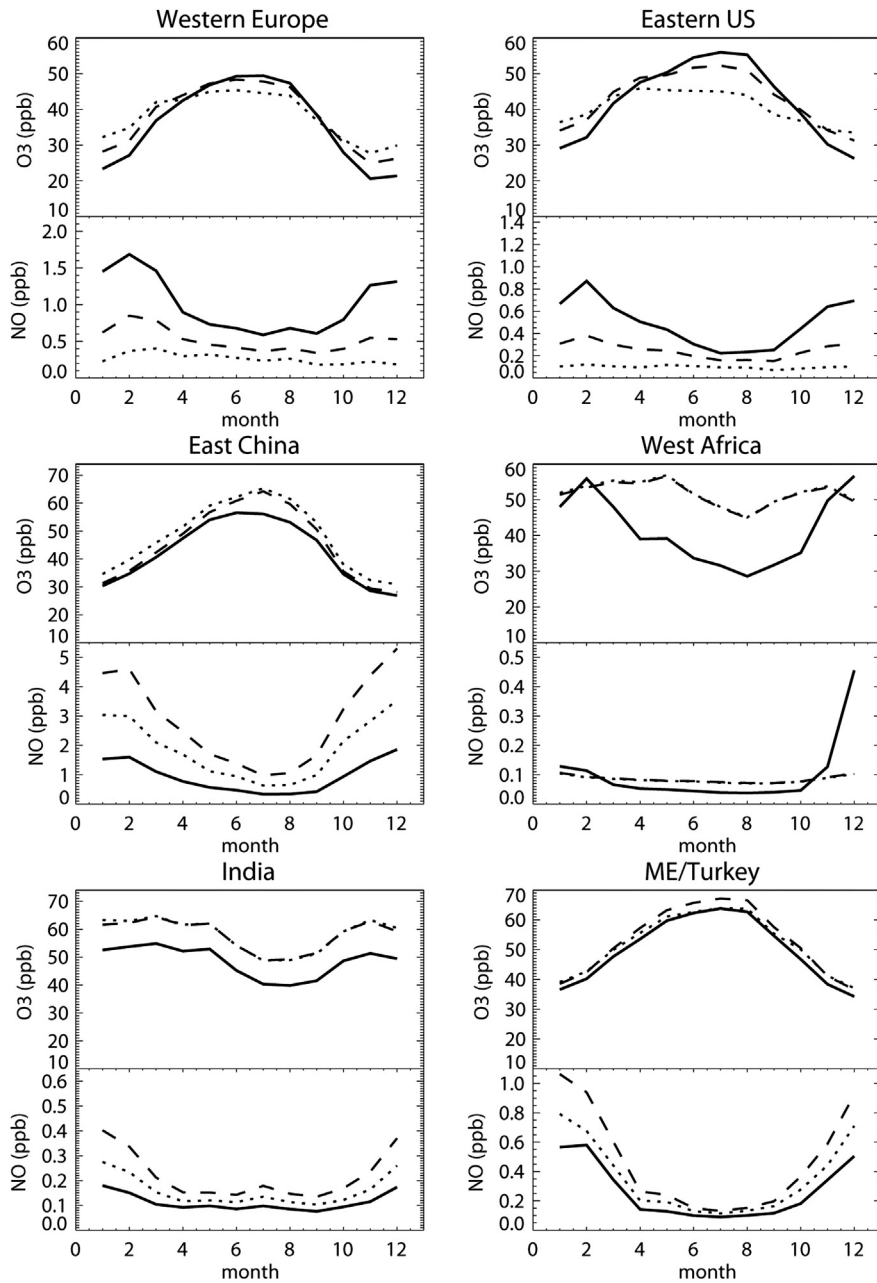 Western Europe
60
50
40
30
20
10
O3 (ppb)
2.0
1.5
1.0
0.5
0.0
NO (ppb)
0 2 4 6 8 10 12
month
Eastern US
60
50
40
30
20
10
O3 (ppb)
1.4
1.2
1.0
0.8
0.6
0.4
0.2
0.0
NO (ppb)
0 2 4 6 8 10 12
month
East China
70
60
50
40
30
20
10
O3 (ppb)
5
4
3
2
1
0
NO (ppb)
0 2 4 6 8 10 12
month
West Africa
60
50
40
30
20
10
O3 (ppb)
0.5
0.4
0.3
0.2
0.1
0.0
NO (ppb)
0 2 4 6 8 10 12
month
India
70
60
50
40
30
20
10
O3 (ppb)
0.6
0.5
0.4
0.3
0.2
0.1
0.0
NO (ppb)
0 2 4 6 8 10 12
month
ME/Turkey
70
60
50
40
30
20
10
O3 (ppb)
1.0
0.8
0.6
0.4
0.2
0.0
NO (ppb)
0 2 4 6 8 10 12
month